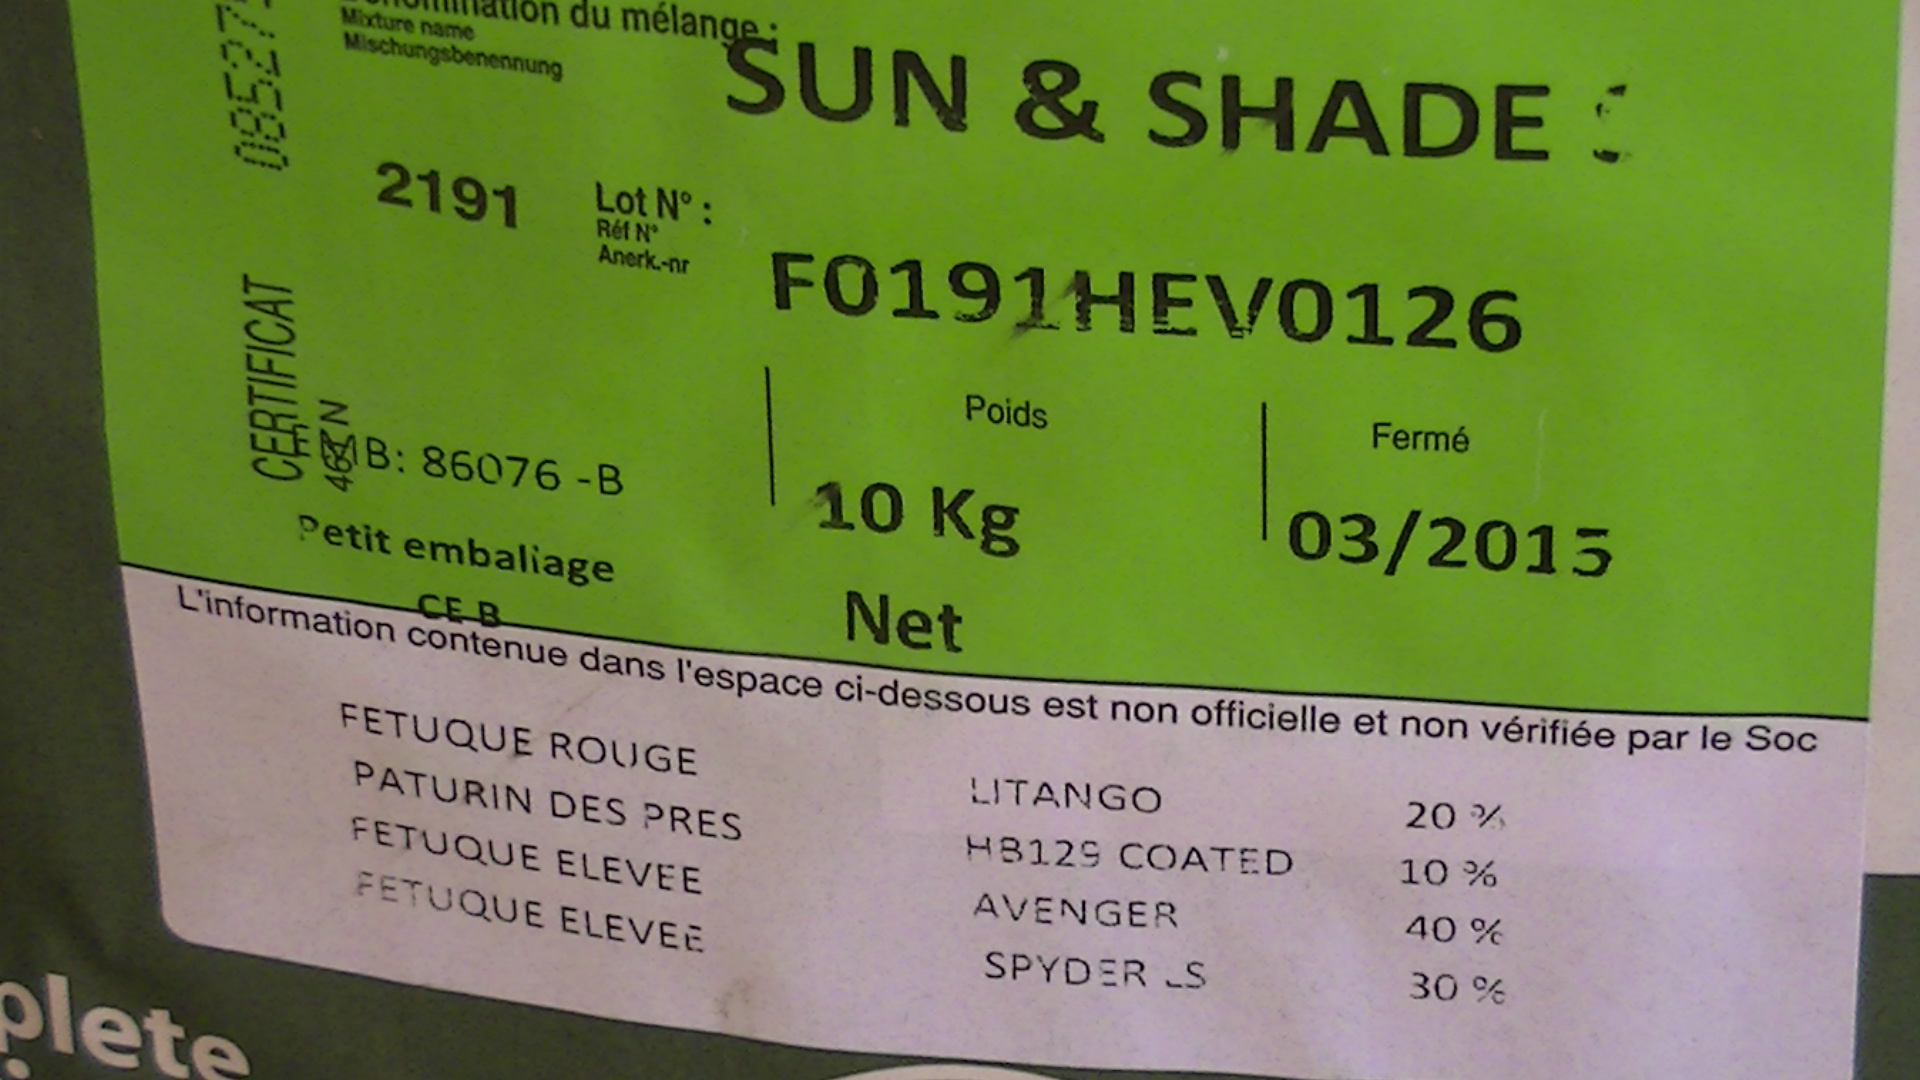 du mélange :
Mixture name
Mischungsbenennung
SUN & SHADE
2191
Lot N° :
Réf N°
Anerk.-nr
F0191HEV0126
CERTIFICAT
B: 86076 -B
Poids
Fermé
10 Kg
03/2015
Petit embaliage
CE B
Net
L'information contenue dans l'espace ci-dessous est non officielle et non vérifiée par le Soc
FETUQUE ROUGE LITANGO 20 %
PATURIN DES PRES HB129 COATED 10 %
FETUQUE ELEVEE AVENGER 40 %
FETUQUE ELEVEE SPYDER LS 30 %
plete